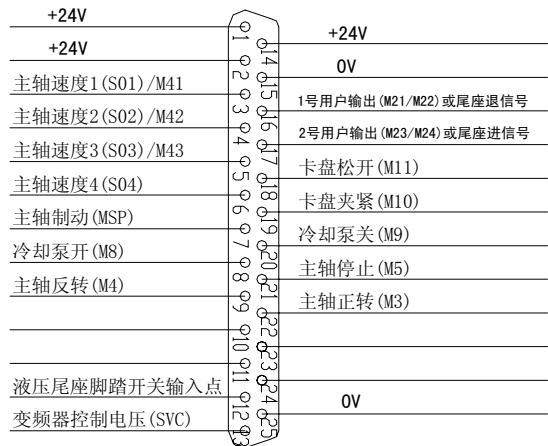 +24V
+24V
主轴速度1(S01)/M41
主轴速度2(S02)/M42
主轴速度3(S03)/M43
主轴速度4(S04)
主轴制动(MSP)
冷却泵开(M8)
主轴反转(M4)
液压尾座脚踏开关输入点
变频器控制电压(SVC)
1
2
3
4
5
6
7
8
9
10
11
12
13
14
15
16
17
18
19
20
21
22
23
24
25
+24V
0V
1号用户输出(M21/M22)或尾座退信号
2号用户输出(M23/M24)或尾座进信号
卡盘松开(M11)
卡盘夹紧(M10)
冷却泵关(M9)
主轴停止(M5)
主轴正转(M3)
0V